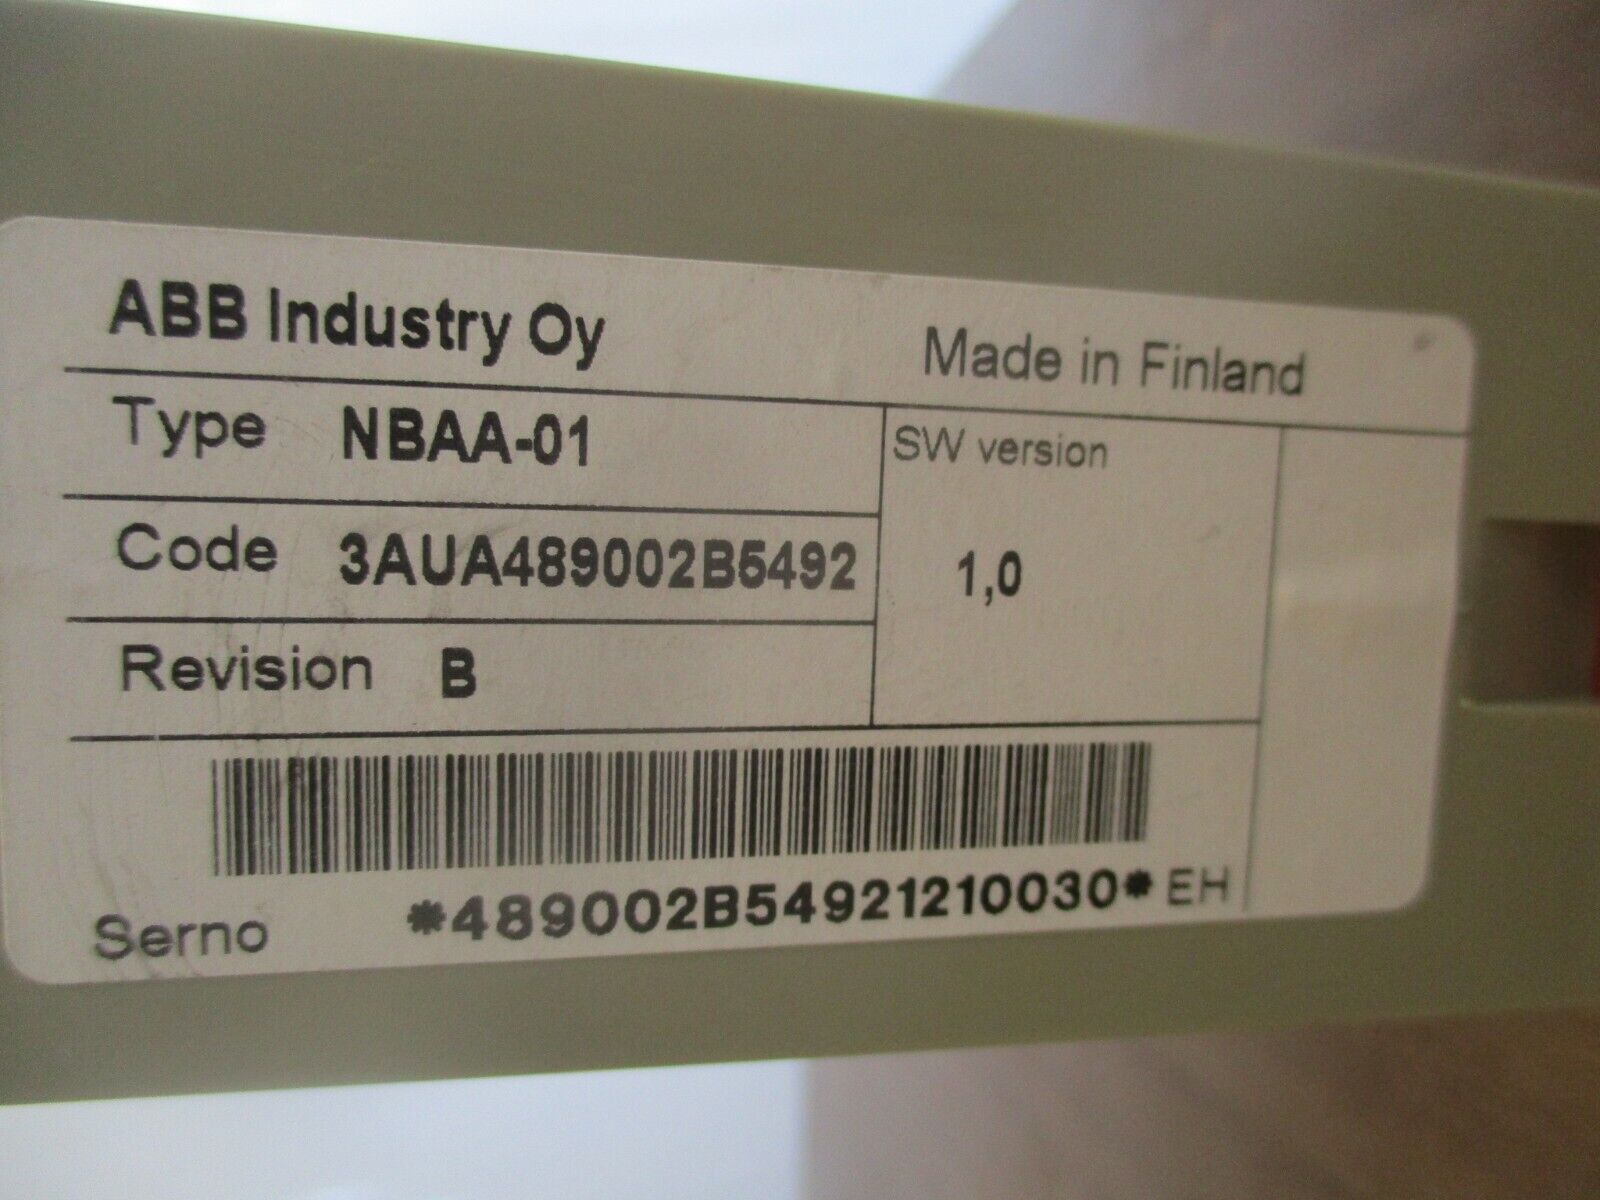 ABB Industry Oy
Made in Finland
Type NBAA-01
SW version
Code 3AUA489002B5492
1,0
Revision B
Serno *489002B54921210030* EH